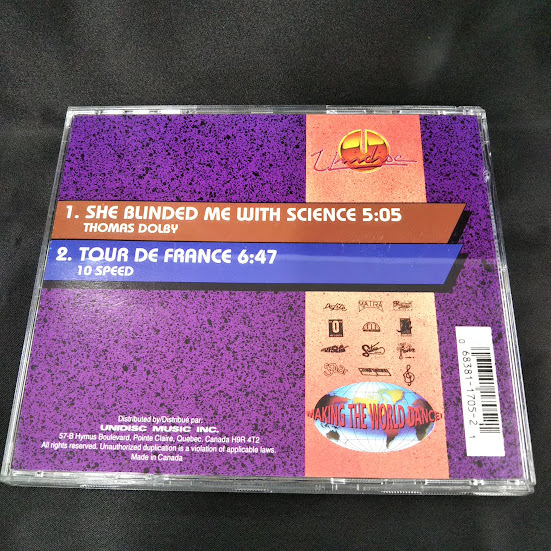 Unidisc
1. SHE BLINDED ME WITH SCIENCE 5:05
THOMAS DOLBY
2. TOUR DE FRANCE 6:47
10 SPEED
MATRA
MAKING THE WORLD DANCE!
0 68381-1705-2 1
Distributed by/Distribué par:
UNIDISC MUSIC INC.
57-B Hymus Boulevard, Pointe Claire, Quebec, Canada H9R 4T2
All rights reserved. Unauthorized duplication is a violation of applicable laws.
Made in Canada